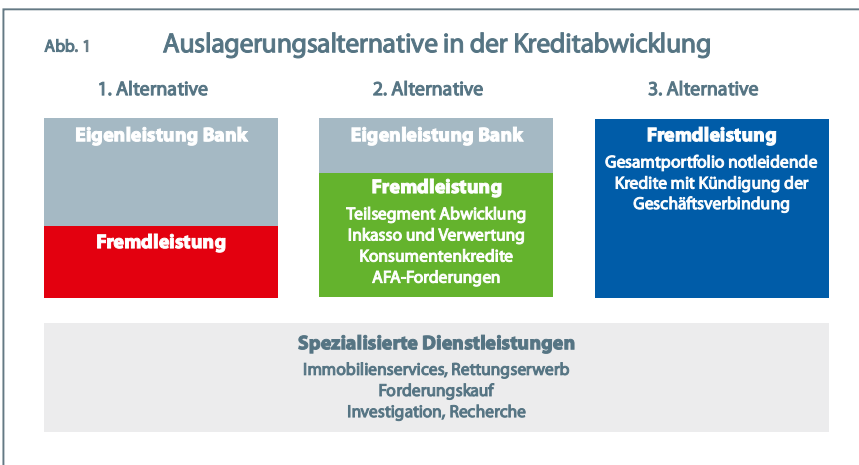 Abb. 1
Auslagerungsalternative in der Kreditabwicklung
1. Alternative
2. Alternative
3. Alternative
Eigenleistung Bank
Fremdleistung
Eigenleistung Bank
Fremdleistung
Teilsegment Abwicklung
Inkasso und Verwertung
Konsumentenkredite
AFA-Forderungen
Fremdleistung
Gesamtportfolio notleidende
Kredite mit Kündigung der
Geschäftsverbindung
Spezialisierte Dienstleistungen
Immobilienservices, Rettungserwerb
Forderungskauf
Investigation, Recherche